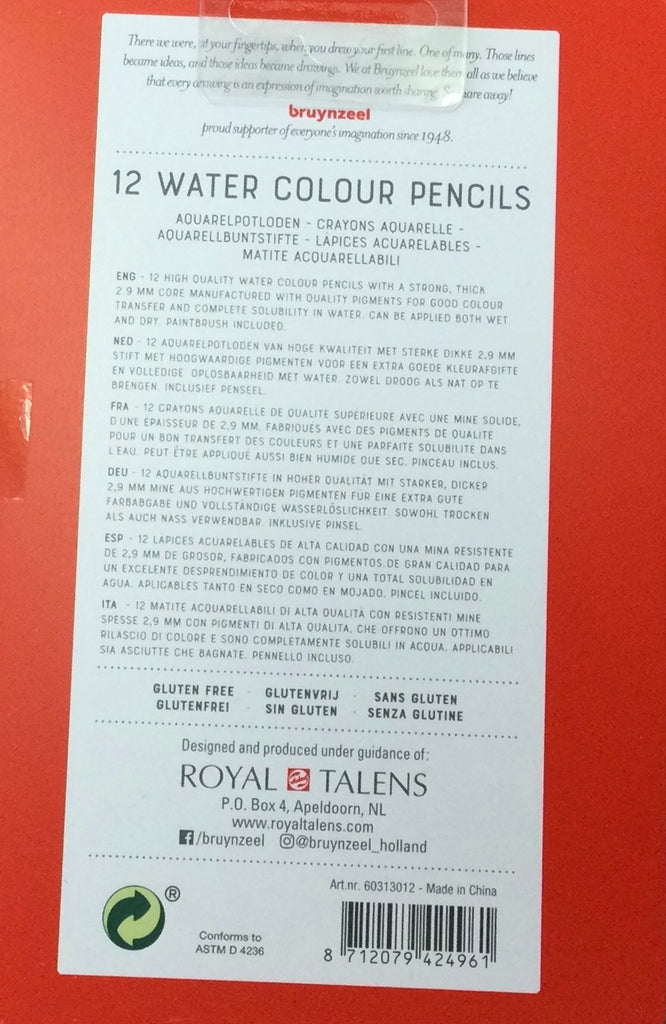 There we were, at your fingertips, when you drew your first line. One of many. Those lines
became ideas, and those ideas became drawings. We at Bruynzeel love them all as we believe
that every drawing is an expression of imagination worth sharing. So share away!
bruynzeel
proud supporter of everyone's imagination since 1948.
12 WATER COLOUR PENCILS
AQUARELPOTLODEN - CRAYONS AQUARELLE -
AQUARELLBUNTSTIFTE - LAPICES ACUARELABLES -
MATITE ACQUARELLABILI
ENG - 12 HIGH QUALITY WATER COLOUR PENCILS WITH A STRONG, THICK
2.9 MM CORE MANUFACTURED WITH QUALITY PIGMENTS FOR GOOD COLOUR
TRANSFER AND COMPLETE SOLUBILITY IN WATER. CAN BE APPLIED BOTH WET
AND DRY. PAINTBRUSH INCLUDED.
NED - 12 AQUARELPOTLODEN VAN HOGE KWALITEIT MET STERKE DIKKE 2,9 MM
STIFT MET HOOGWAARDIGE PIGMENTEN VOOR EEN EXTRA GOEDE KLEURAFGIFTE
EN VOLLEDIGE OPLOSBAARHEID MET WATER. ZOWEL DROOG ALS NAT OP TE
BRENGEN. INCLUSIEF PENSEEL.
FRA - 12 CRAYONS AQUARELLE DE QUALITE SUPERIEURE AVEC UNE MINE SOLIDE,
D'UNE ÉPAISSEUR DE 2,9 MM, FABRIQUÉS AVEC DES PIGMENTS DE QUALITÉ
POUR UN BON TRANSFERT DES COULEURS ET UNE PARFAITE SOLUBILITÉ DANS
L'EAU. PEUT ÊTRE APPLIQUÉ AUSSI BIEN HUMIDE QUE SEC. PINCEAU INCLUS.
DEU - 12 AQUARELLBUNTSTIFTE IN HOHER QUALITÄT MIT STARKER, DICKER
2,9 MM MINE AUS HOCHWERTIGEN PIGMENTEN FÜR EINE EXTRA GUTE
FARBABGABE UND VOLLSTÄNDIGE WASSERLÖSLICHKEIT. SOWOHL TROCKEN
ALS AUCH NASS VERWENDBAR. INKLUSIVE PINSEL.
ESP - 12 LÁPICES ACUARELABLES DE ALTA CALIDAD CON UNA MINA RESISTENTE
DE 2,9 MM DE GROSOR, FABRICADOS CON PIGMENTOS DE GRAN CALIDAD PARA
UN EXCELENTE DESPRENDIMIENTO DE COLOR Y UNA TOTAL SOLUBILIDAD EN
AGUA. APLICABLES TANTO EN SECO COMO EN MOJADO. PINCEL INCLUIDO.
ITA - 12 MATITE ACQUARELLABILI DI ALTA QUALITÀ CON RESISTENTI MINE
SPESSE 2,9 MM CON PIGMENTI DI ALTA QUALITÀ, CHE OFFRONO UN OTTIMO
RILASCIO DI COLORE E SONO COMPLETAMENTE SOLUBILI IN ACQUA. APPLICABILI
SIA ASCIUTTE CHE BAGNATE. PENNELLO INCLUSO.
GLUTEN FREE · GLUTENVRIJ · SANS GLUTEN
GLUTENFREI · SIN GLUTEN · SENZA GLUTINE
Designed and produced under guidance of:
ROYAL TALENS
P.O. Box 4, Apeldoorn, NL
www.royaltalens.com
/bruynzeel @bruynzeel_holland
Art.nr. 60313012 - Made in China
®
Conforms to
ASTM D 4236
8 712079 424961